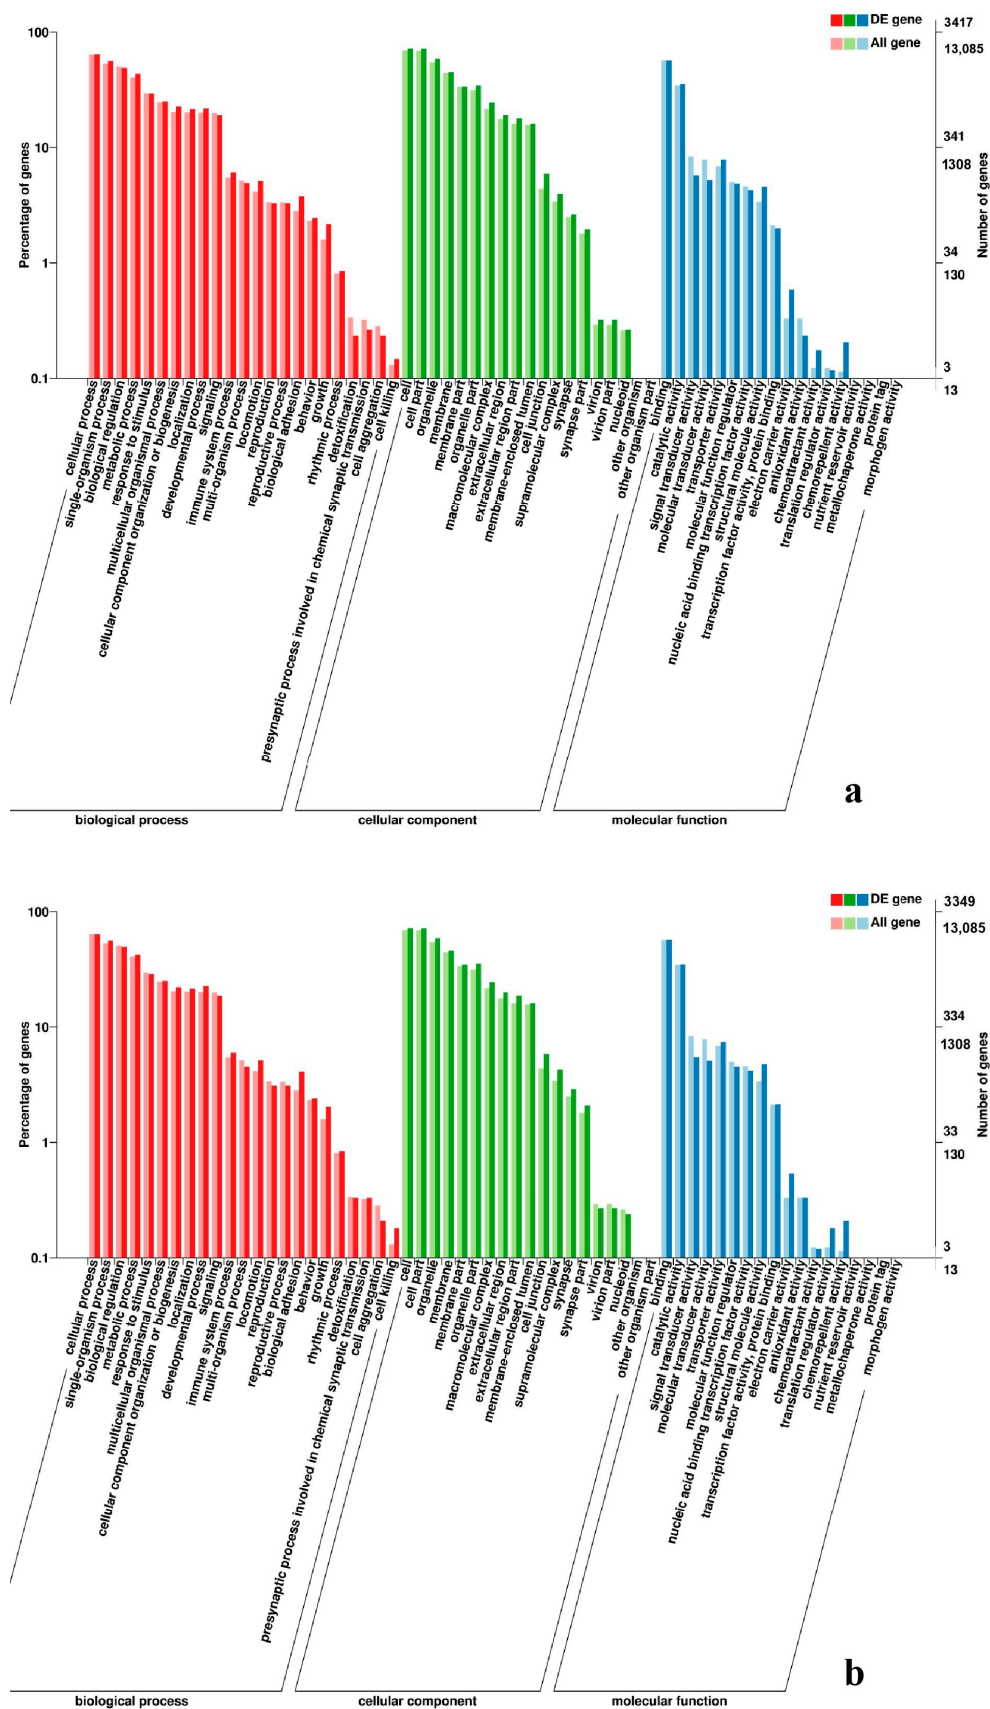 DE gene
All gene
3417
13,085
341
1308
34
130
3
13
Number of genes
100
10
1
0.1
Percentage of genes
cellular process
single-organism process
biological regulation
metabolic process
response to stimulus
multicellular organismal process
cellular component organization or biogenesis
localization
developmental process
signaling
immune system process
multi-organism process
locomotion
reproduction
reproductive process
biological adhesion
behavior
growth
rhythmic process
detoxification
presynaptic process involved in chemical synaptic transmission
cell aggregation
cell killing
cell
cell part
organelle
membrane
membrane part
organelle part
macromolecular complex
extracellular region
extracellular region part
membrane-enclosed lumen
cell junction
supramolecular complex
synapse
synapse part
virion
virion part
nucleoid
other organism
other organism part
binding
catalytic activity
signal transducer activity
molecular transducer activity
transporter activity
molecular function regulator
nucleic acid binding transcription factor activity
structural molecule activity
transcription factor activity, protein binding
electron carrier activity
antioxidant activity
chemoattractant activity
translation regulator activity
chemorepellent activity
nutrient reservoir activity
metallochaperone activity
protein tag
morphogen activity
biological process
cellular component
molecular function
a
DE gene
All gene
3349
13,085
334
1308
33
130
3
13
Number of genes
100
10
1
0.1
Percentage of genes
cellular process
single-organism process
biological regulation
metabolic process
response to stimulus
multicellular organismal process
cellular component organization or biogenesis
localization
developmental process
signaling
immune system process
multi-organism process
locomotion
reproduction
reproductive process
biological adhesion
behavior
growth
rhythmic process
detoxification
presynaptic process involved in chemical synaptic transmission
cell aggregation
cell killing
cell
cell part
organelle
membrane
membrane part
organelle part
macromolecular complex
extracellular region
extracellular region part
membrane-enclosed lumen
cell junction
supramolecular complex
synapse
synapse part
virion
virion part
nucleoid
other organism
other organism part
binding
catalytic activity
signal transducer activity
molecular transducer activity
transporter activity
molecular function regulator
nucleic acid binding transcription factor activity
structural molecule activity
transcription factor activity, protein binding
electron carrier activity
antioxidant activity
chemoattractant activity
translation regulator activity
chemorepellent activity
nutrient reservoir activity
metallochaperone activity
protein tag
morphogen activity
biological process
cellular component
molecular function
b